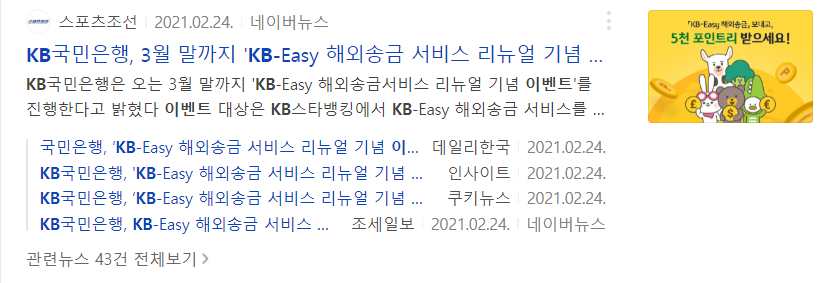 스포츠조선 2021.02.24. 네이버뉴스
KB국민은행, 3월 말까지 'KB-Easy 해외송금 서비스 리뉴얼 기념 ...
KB국민은행은 오는 3월 말까지 'KB-Easy 해외송금서비스 리뉴얼 기념 이벤트'를
진행한다고 밝혔다 이벤트 대상은 KB스타뱅킹에서 KB-Easy 해외송금 서비스를 ...
국민은행, ‘KB-Easy 해외송금 서비스 리뉴얼 기념 이... 데일리한국 2021.02.24.
KB국민은행, 'KB-Easy 해외송금 서비스 리뉴얼 기념 ... 인사이트 2021.02.24.
KB국민은행, ‘KB-Easy 해외송금 서비스 리뉴얼 기념 ... 쿠키뉴스 2021.02.24.
KB국민은행, KB-Easy 해외송금 서비스 ... 조세일보 2021.02.24. 네이버뉴스
관련뉴스 43건 전체보기 >
「KB-Easy 해외송금」 보내고,
5천 포인트리 받으세요!